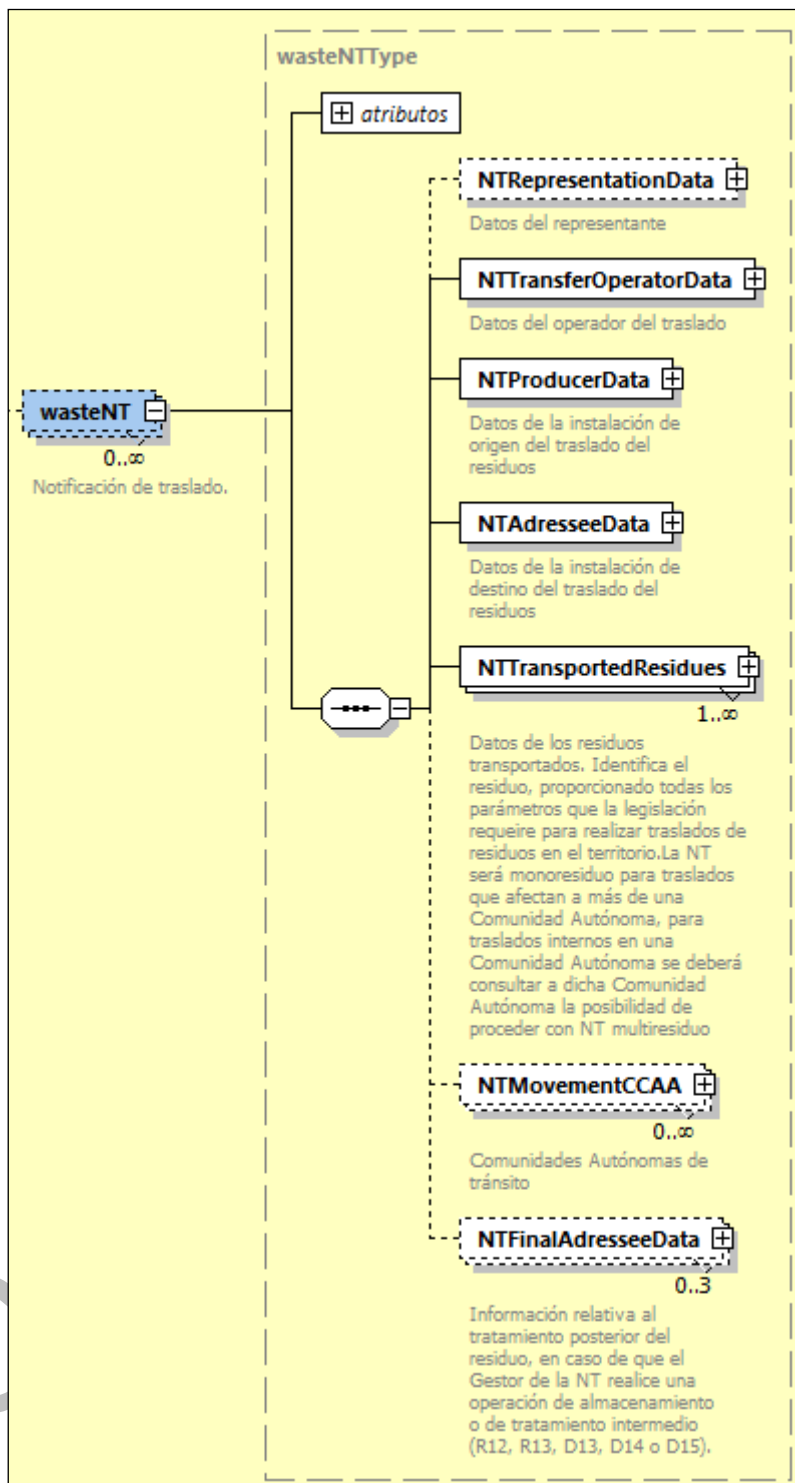 wasteNTType
atributos
NTRepresentationData
Datos del representante
NTTransferOperatorData
Datos del operador del traslado
NTProducerData
Datos de la instalación de
origen del traslado del
residuos
wasteNT
0..∞
Notificación de traslado.
NTAdresseeData
Datos de la instalación de
destino del traslado del
residuos
NTTransportedResidues
1..∞
Datos de los residuos
transportados. Identifica el
residuo, proporcionado todas los
parámetros que la legislación
requeire para realizar traslados de
residuos en el territorio.La NT
será monoresiduo para traslados
que afectan a más de una
Comunidad Autónoma, para
traslados internos en una
Comunidad Autónoma se deberá
consultar a dicha Comunidad
Autónoma la posibilidad de
proceder con NT multiresiduo
NTMovementCCAA
0..∞
Comunidades Autónomas de
tránsito
NTFinalAdresseeData
0..3
Información relativa al
tratamiento posterior del
residuo, en caso de que el
Gestor de la NT realice una
operación de almacenamiento
o de tratamiento intermedio
(R12, R13, D13, D14 o D15).